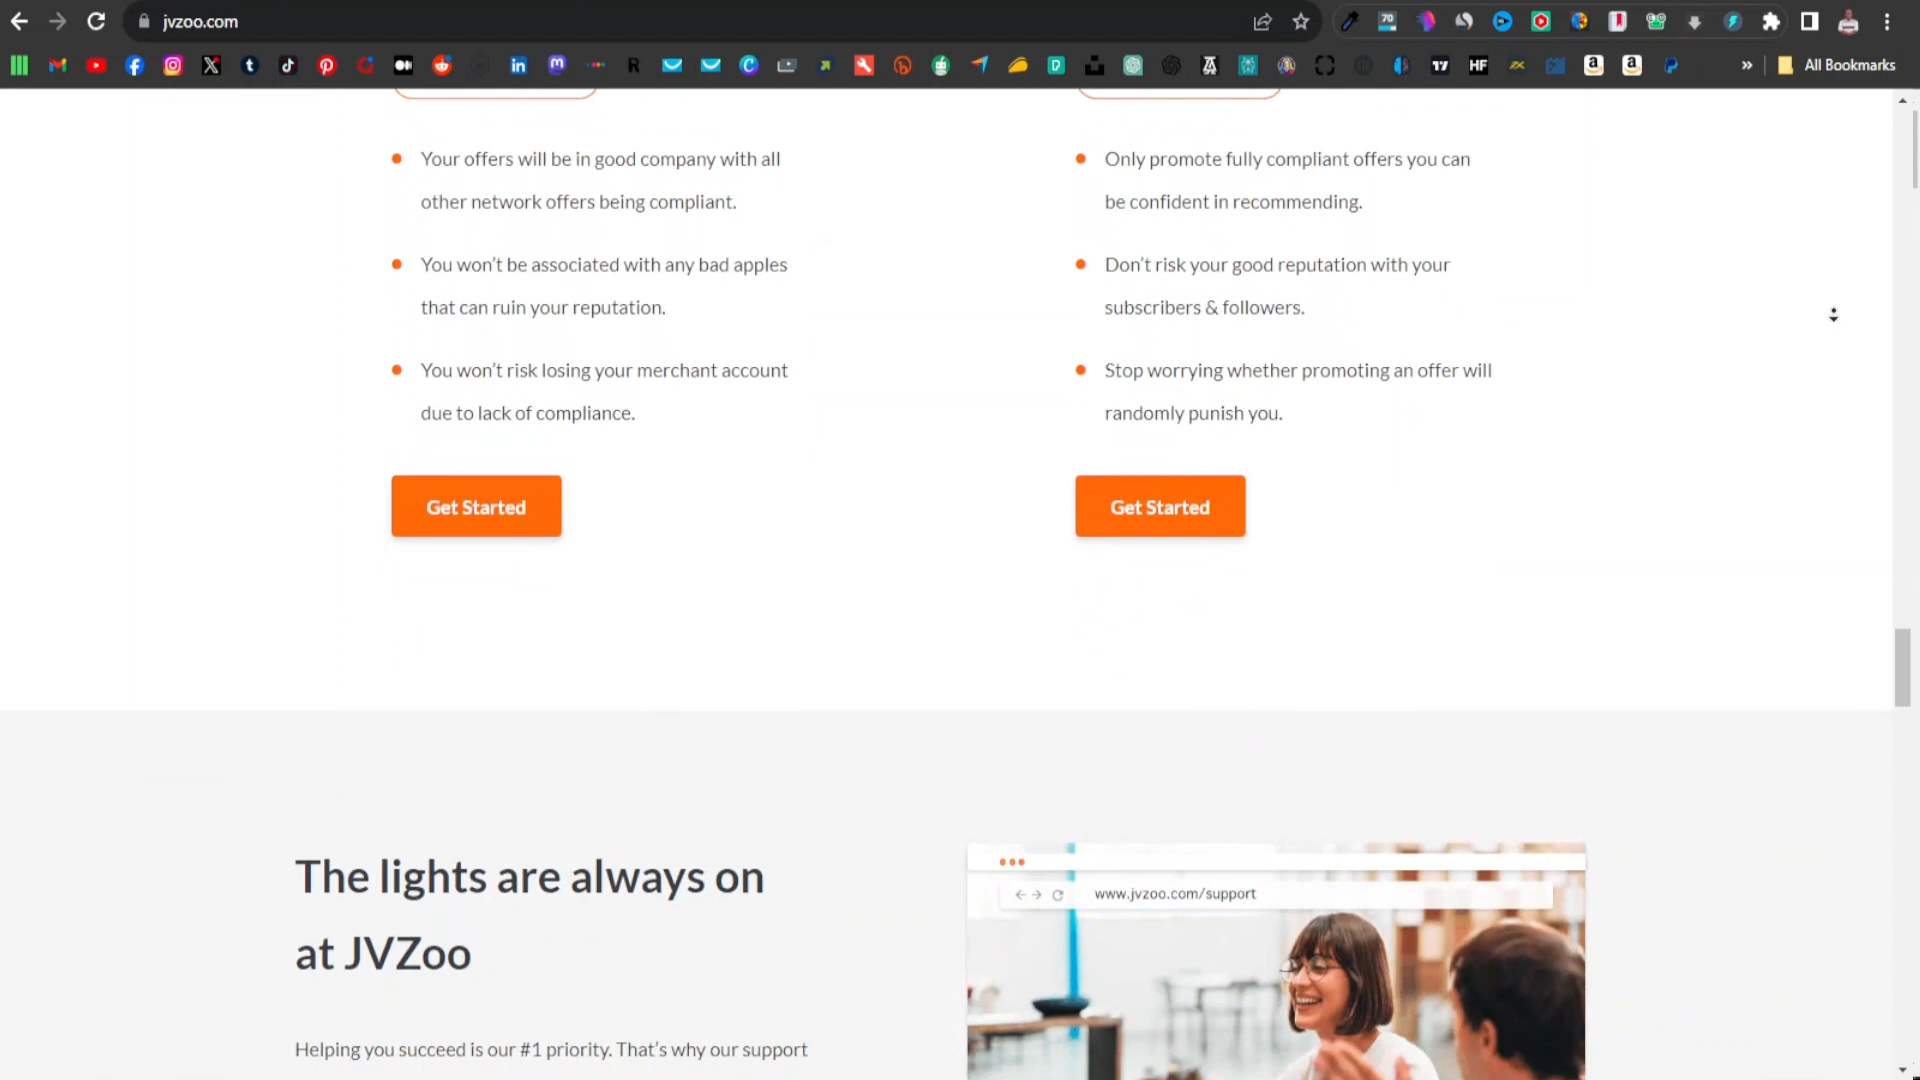 jvzoo.com
All Bookmarks
Your offers will be in good company with all
other network offers being compliant.
You won't be associated with any bad apples
that can ruin your reputation.
You won't risk losing your merchant account
due to lack of compliance.
Get Started
Only promote fully compliant offers you can
be confident in recommending.
Don't risk your good reputation with your
subscribers & followers.
Stop worrying whether promoting an offer will
randomly punish you.
Get Started
The lights are always on
at JVZoo
Helping you succeed is our #1 priority. That's why our support
www.jvzoo.com/support